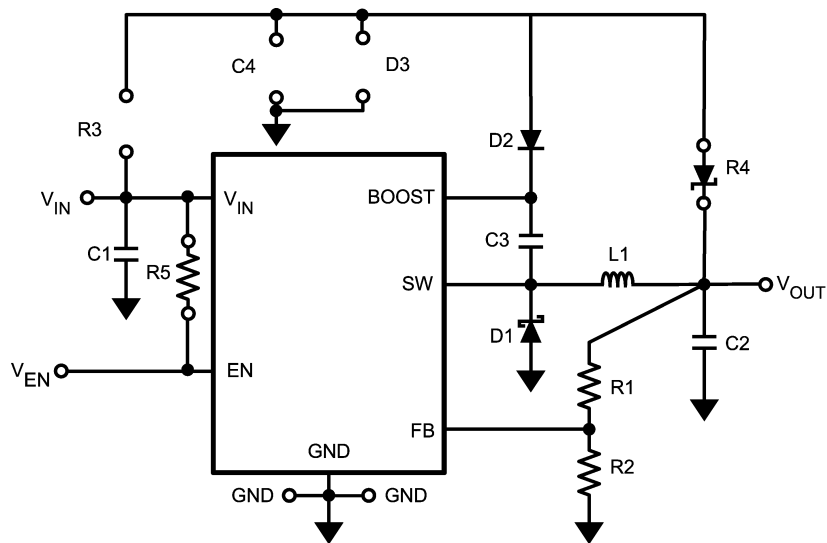 C4
D3
R3
D2
R4
VIN
VIN
BOOST
C3
C1
R5
L1
SW
VOUT
D1
C2
VEN
EN
R1
FB
GND
R2
GND
GND